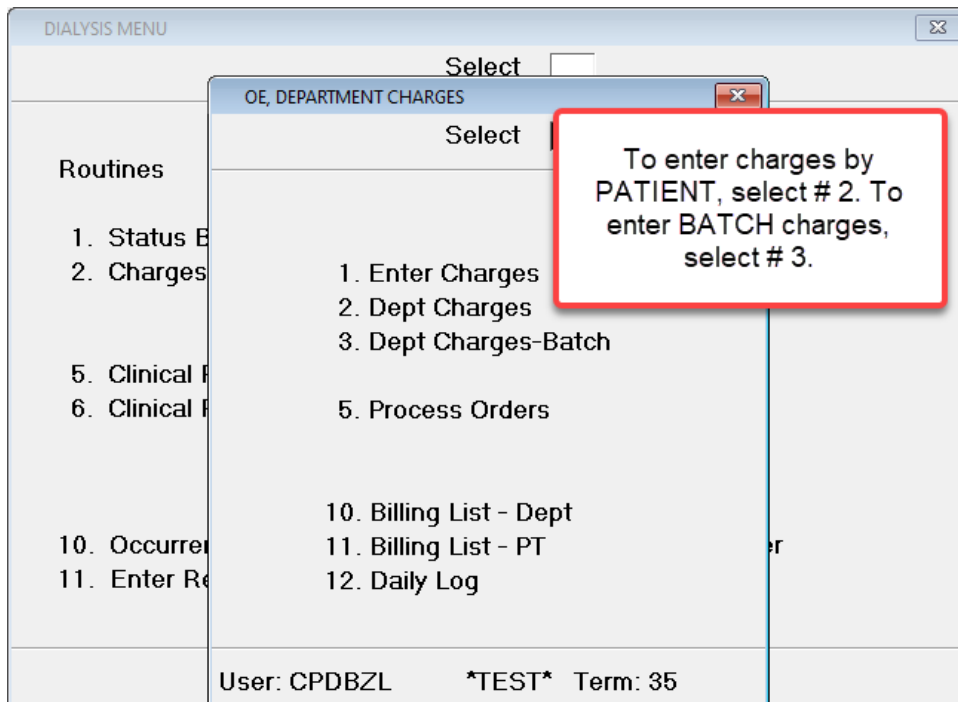 DIALYSIS MENU
Select
OE, DEPARTMENT CHARGES
Select
To enter charges by
PATIENT, select # 2. To
enter BATCH charges,
select # 3.
Routines
1. Status B
2. Charges
5. Clinical
6. Clinical
10. Occurre
11. Enter Re
1. Enter Charges
2. Dept Charges
3. Dept Charges-Batch
5. Process Orders
10. Billing List - Dept
11. Billing List - PT
12. Daily Log
er
User: CPDBZL *TEST* Term: 35